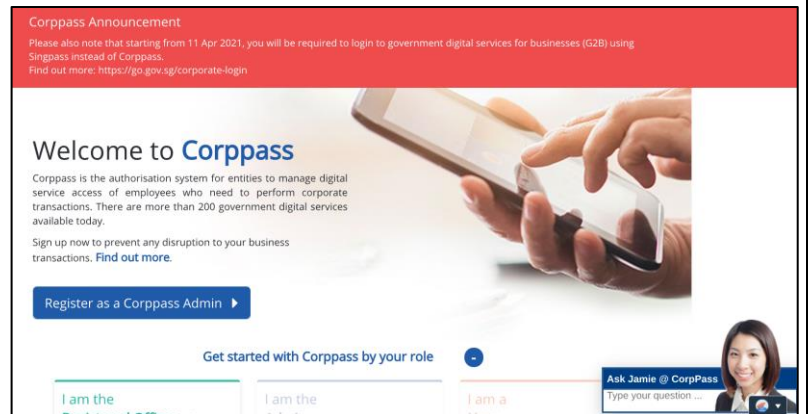 Corppass Announcement
Please also note that starting from 11 Apr 2021, you will be required to login to government digital services for businesses (G2B) using
Singpass instead of Corppass.
Find out more: https://go.gov.sg/corporate-login
Welcome to Corppass
Corppass is the authorisation system for entities to manage digital
service access of employees who need to perform corporate
transactions. There are more than 200 government digital services
available today.
Sign up now to prevent any disruption to your business
transactions. Find out more.
Register as a Corppass Admin
Get started with Corppass by your role -
I am the
I am the
I am a
Ask Jamie @ CorpPass
Type your question ...